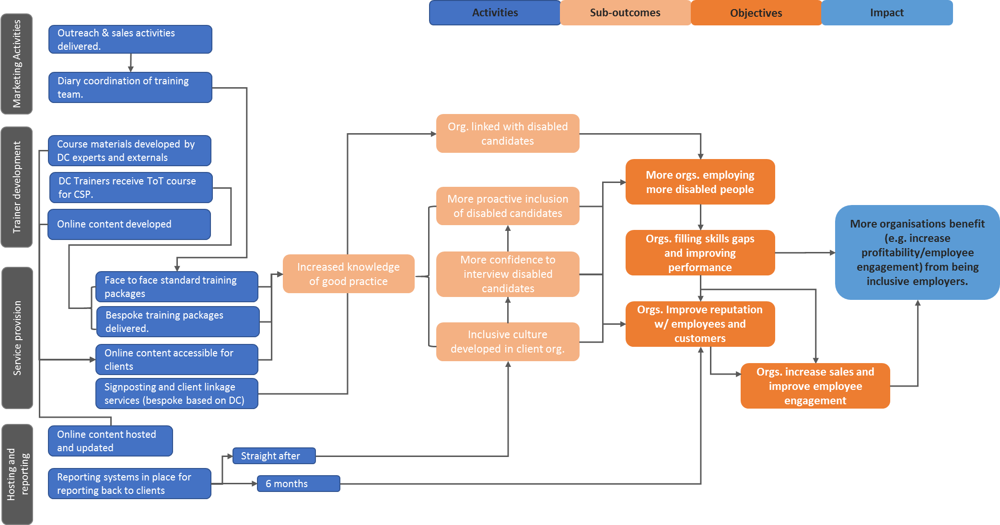 Activities
Sub-outcomes
Objectives
Impact
Marketing Activities
Outreach & sales activities
delivered.
Diary coordination of training
team.
Trainer development
Course materials developed by
DC experts and externals
DC Trainers receive ToT course
for CSP.
Online content developed
Service provision
Face to face standard training
packages
Bespoke training packages
delivered.
Online content accessible for
clients
Signposting and client linkage
services (bespoke based on DC)
Hosting and
reporting
Online content hosted
and updated
Reporting systems in place for
reporting back to clients
Straight after
6 months
Increased knowledge
of good practice
Org. linked with disabled
candidates
More proactive inclusion
of disabled candidates
More confidence to
interview disabled
candidates
Inclusive culture
developed in client org.
More orgs. employing
more disabled people
Orgs. filling skills gaps
and improving
performance
Orgs. Improve reputation
w/ employees and
customers
Orgs. increase sales and
improve employee
engagement
More organisations benefit
(e.g. increase
profitability/employee
engagement) from being
inclusive employers.